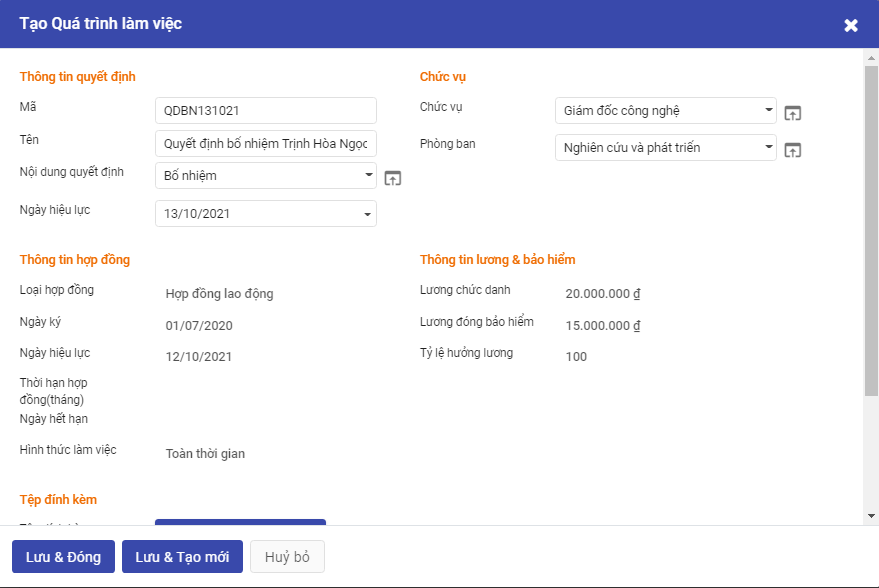 Tạo Quá trình làm việc
Thông tin quyết định
Mã QDBN131021
Tên Quyết định bổ nhiệm Trịnh Hòa Ngọc
Nội dung quyết định Bổ nhiệm
Ngày hiệu lực 13/10/2021
Chức vụ
Chức vụ Giám đốc công nghệ
Phòng ban Nghiên cứu và phát triển
Thông tin hợp đồng
Loại hợp đồng Hợp đồng lao động
Ngày ký 01/07/2020
Ngày hiệu lực 12/10/2021
Thời hạn hợp
đồng(tháng)
Ngày hết hạn
Hình thức làm việc Toàn thời gian
Thông tin lương & bảo hiểm
Lương chức danh 20.000.000 ₫
Lương đóng bảo hiểm 15.000.000 ₫
Tỷ lệ hưởng lương 100
Tệp đính kèm
Lưu & Đóng Lưu & Tạo mới Huỷ bỏ